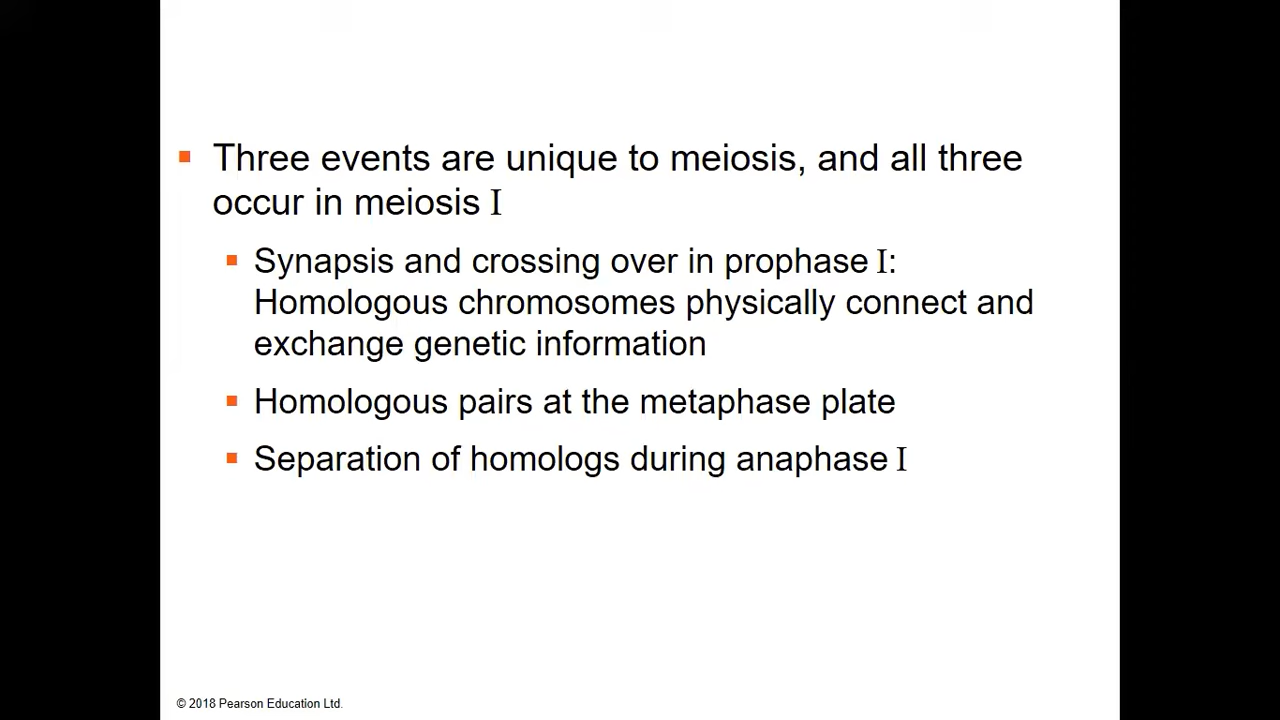 Three events are unique to meiosis, and all three
occur in meiosis I
Synapsis and crossing over in prophase I:
Homologous chromosomes physically connect and
exchange genetic information
Homologous pairs at the metaphase plate
Separation of homologs during anaphase I
© 2018 Pearson Education Ltd.